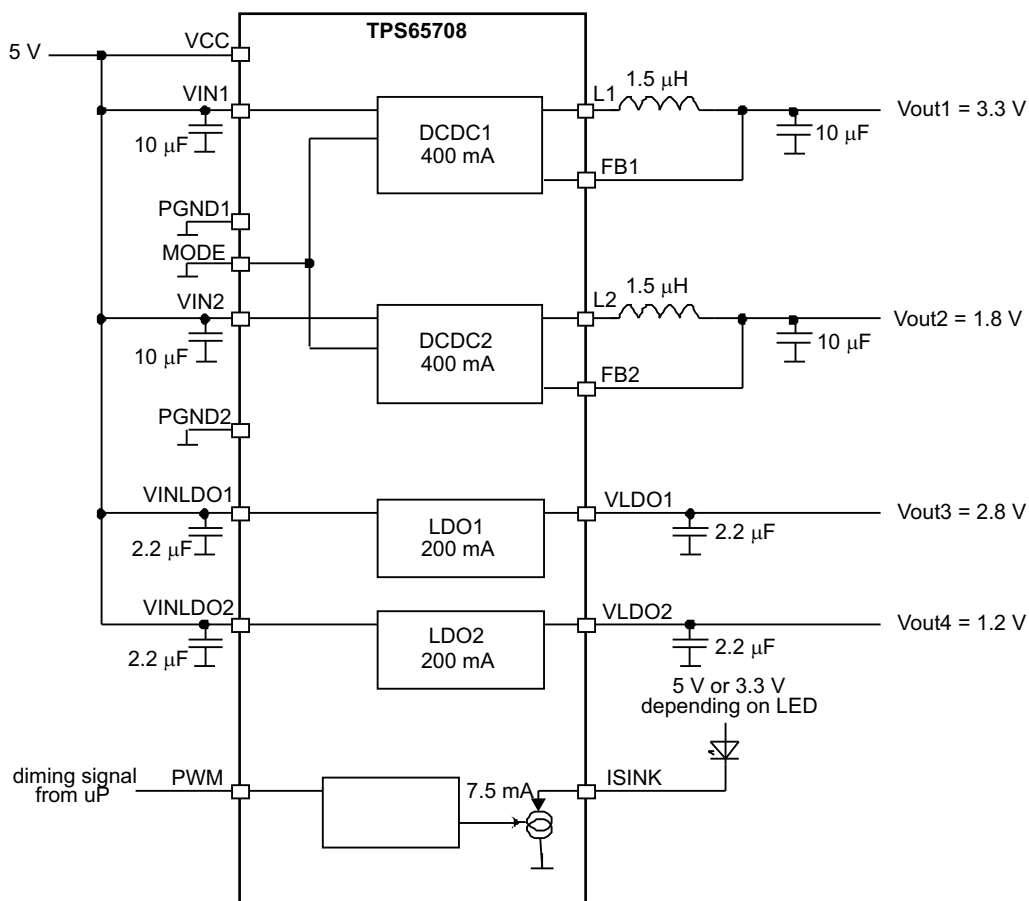 TPS65708
5 V
VCC
VIN1
10 μF
DCDC1
400 mA
L1
1.5 μH
FB1
10 μF
Vout1 = 3.3 V
PGND1
MODE
VIN2
10 μF
DCDC2
400 mA
L2
1.5 μH
FB2
10 μF
Vout2 = 1.8 V
PGND2
VINLDO1
2.2 μF
LDO1
200 mA
VLDO1
2.2 μF
Vout3 = 2.8 V
VINLDO2
2.2 μF
LDO2
200 mA
VLDO2
2.2 μF
Vout4 = 1.2 V
5 V or 3.3 V
depending on LED
diming signal
from uP
PWM
7.5 mA
ISINK